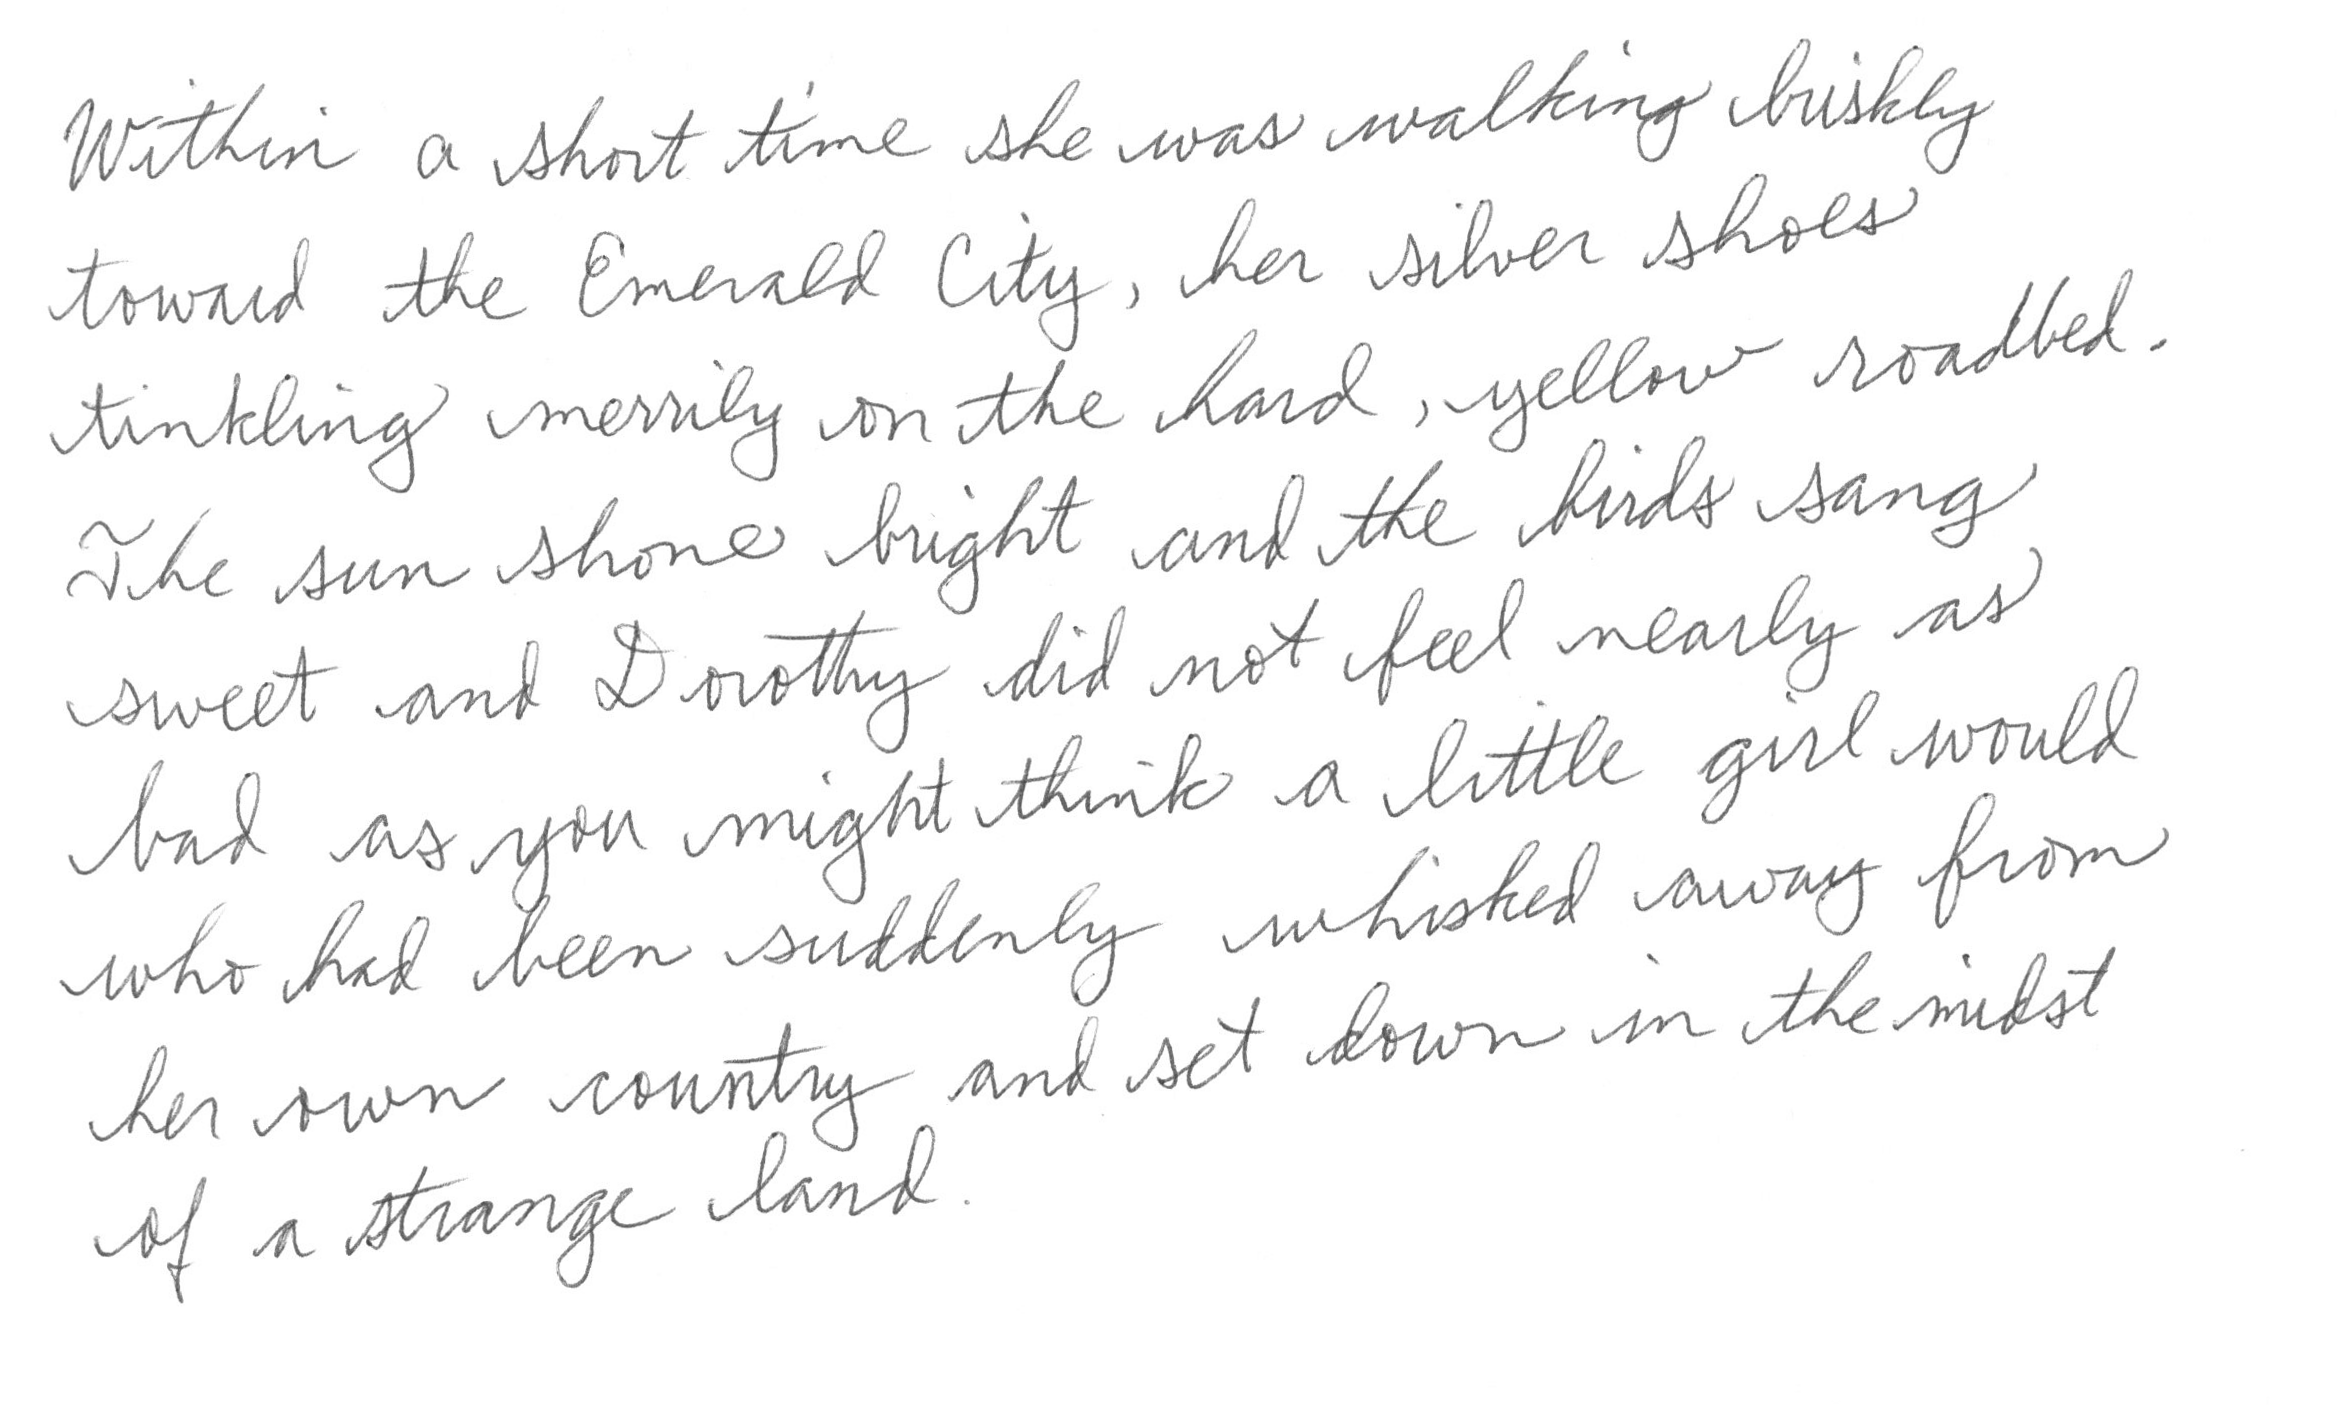 Within a short time she was walking briskly
toward the Emerald City, her silver shoes
tinkling merrily on the hard, yellow roadbed.
The sun shone bright and the birds sang
sweet and Dorothy did not feel nearly as
bad as you might think a little girl would
who had been suddenly whisked away from
her own country and set down in the midst
of a strange land.